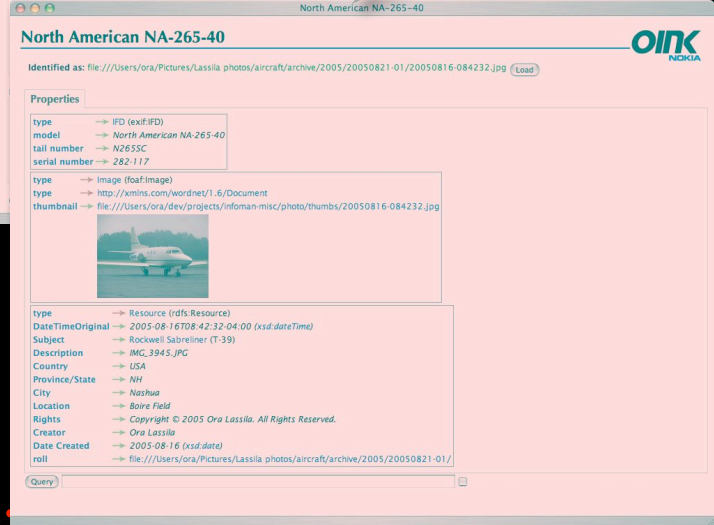 North American NA-265-40
North American NA-265-40
OINK
NOKIA
Identified as: file:///Users/ora/Pictures/Lassila photos/aircraft/archive/2005/20050821-01/20050816-084232.jpg Load
Properties
type IFD (exif:IFD)
model North American NA-265-40
tail number N265SC
serial number 282-117
type Image (foaf:Image)
type http://xmlns.com/wordnet/1.6/Document
thumbnail file:///Users/ora/dev/projects/infoman-misc/photo/thumbs/20050816-084232.jpg
type Resource (rdfs:Resource)
DateTimeOriginal 2005-08-16T08:42:32-04:00 (xsd:dateTime)
Subject Rockwell Sabreliner (T-39)
Description IMG_3945.JPG
Country USA
Province/State NH
City Nashua
Location Boire Field
Rights Copyright © 2005 Ora Lassila. All Rights Reserved.
Creator Ora Lassila
Date Created 2005-08-16 (xsd:date)
roll file:///Users/ora/Pictures/Lassila photos/aircraft/archive/2005/20050821-01/
Query